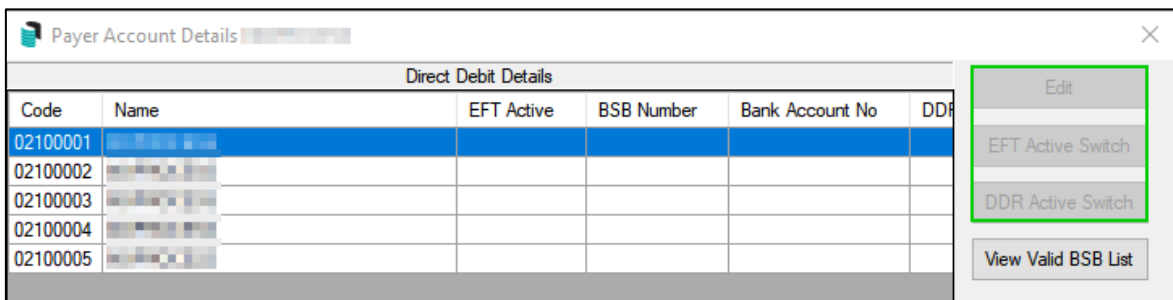 Payer Account Details
Direct Debit Details
Code Name EFT Active BSB Number Bank Account No DDR
02100001
02100002
02100003
02100004
02100005
Edit
EFT Active Switch
DDR Active Switch
View Valid BSB List